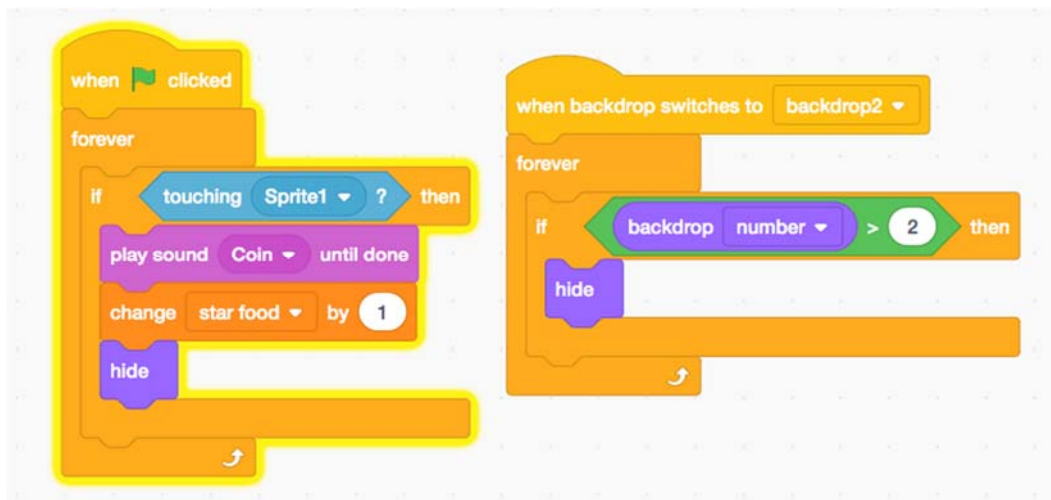 when clicked
forever
if touching Sprite1 ? then
play sound Coin until done
change star food by 1
hide
when backdrop switches to backdrop2
forever
if backdrop number > 2 then
hide